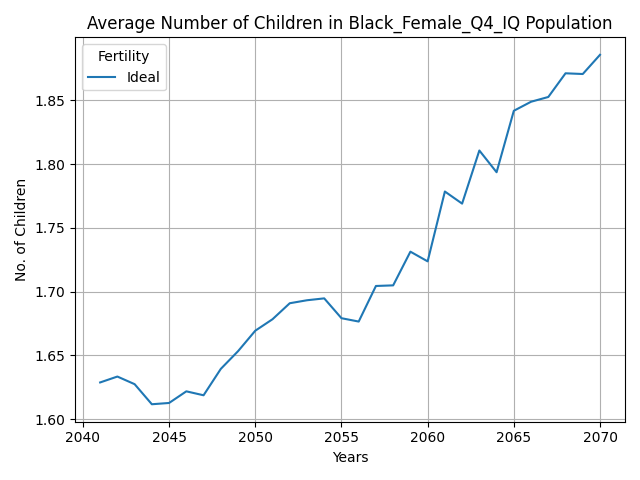 Average Number of Children in Black_Female_Q4_IQ Population
Fertility
Ideal
No. of Children
1.85
1.80
1.75
1.70
1.65
1.60
2040 2045 2050 2055 2060 2065 2070
Years